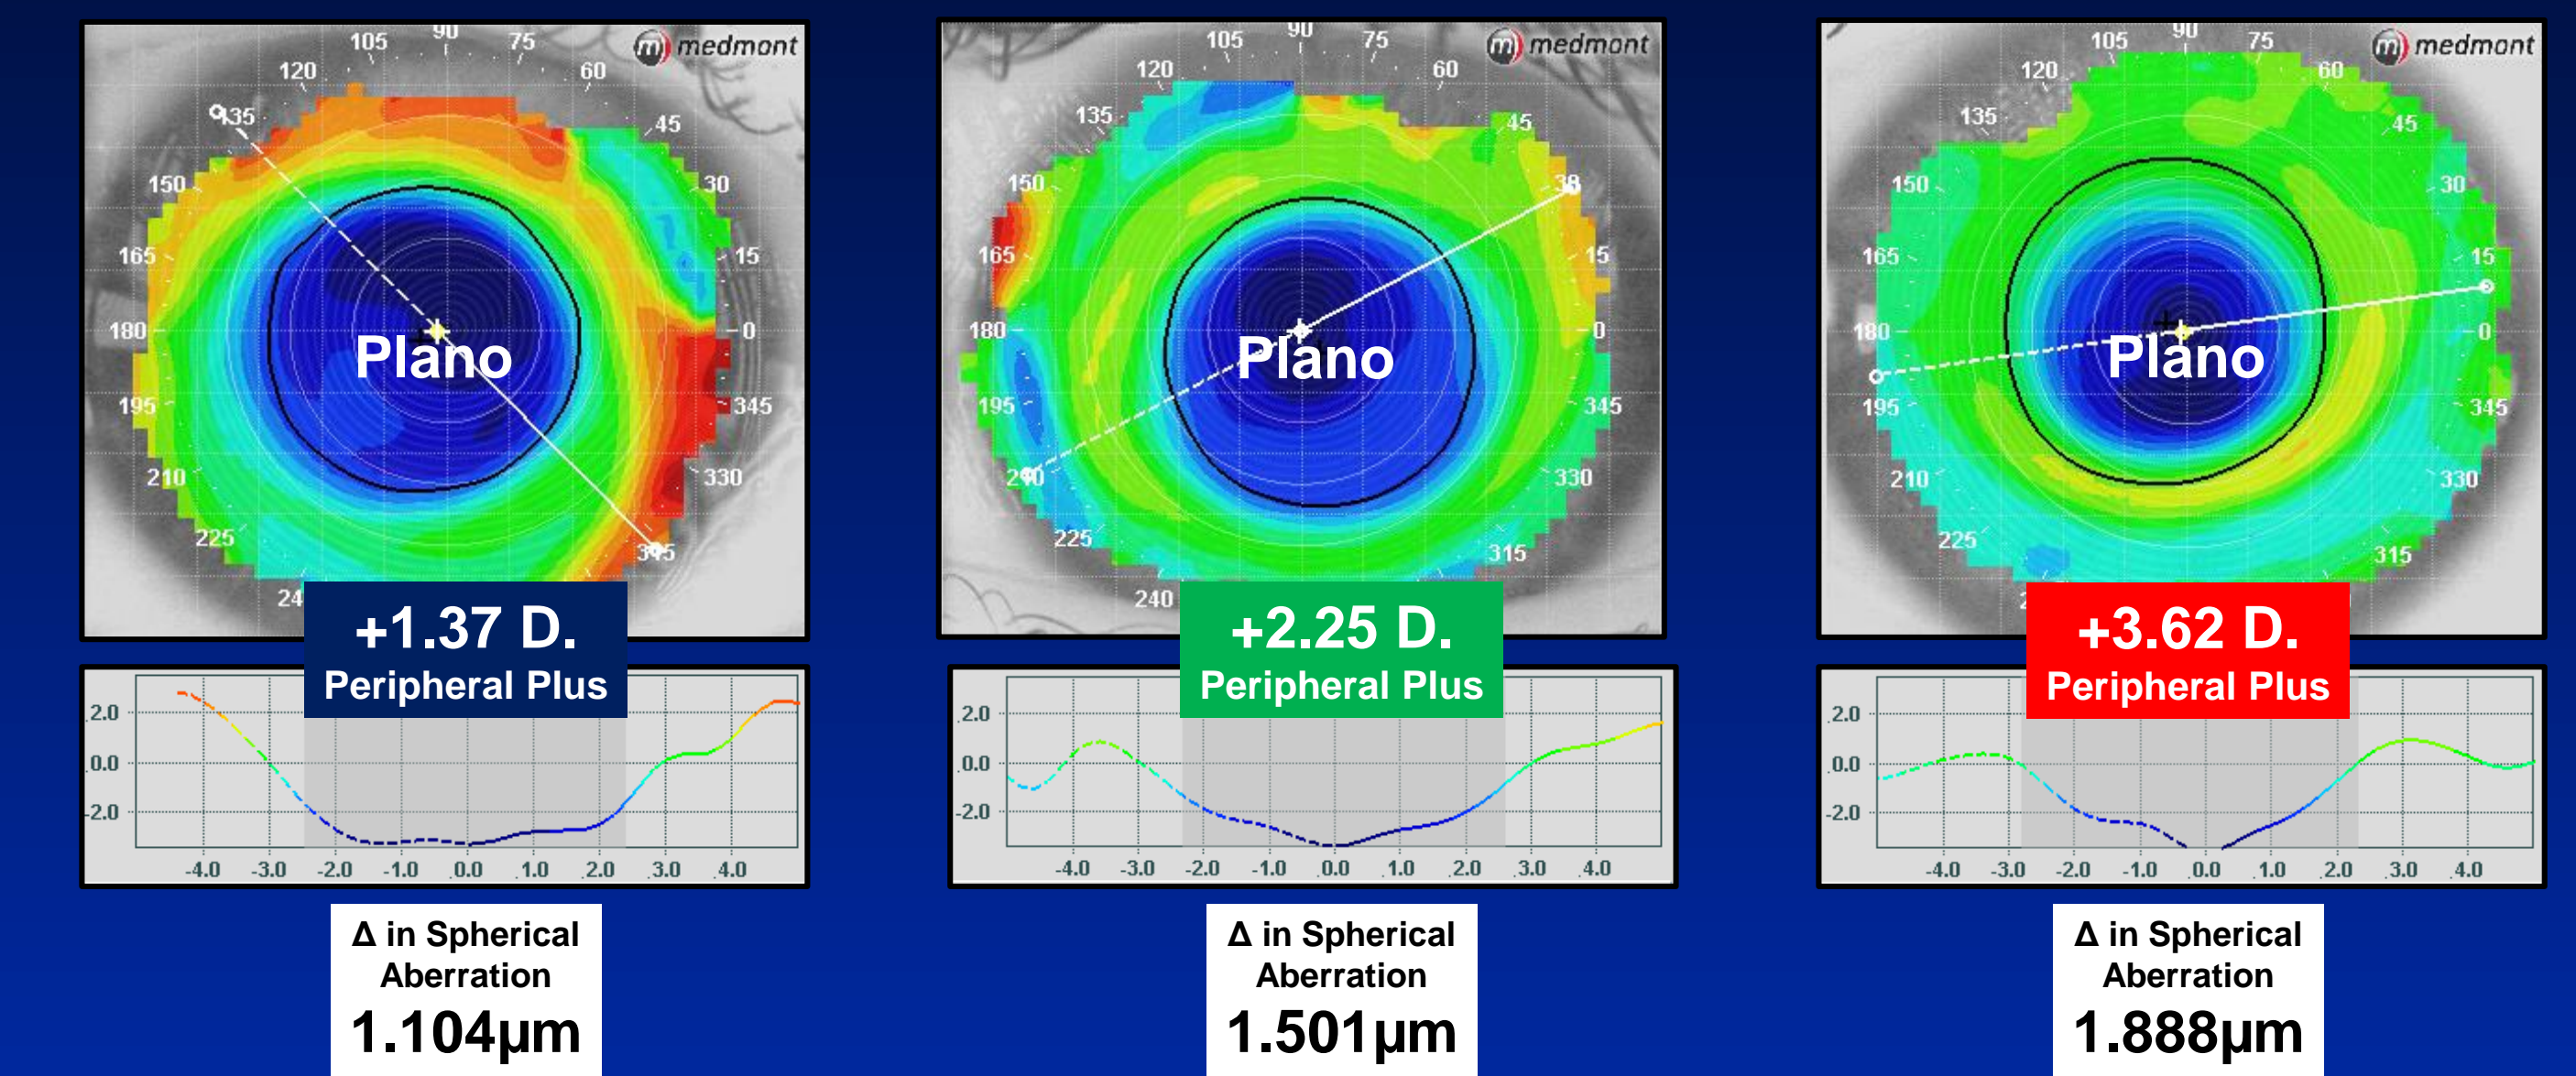 105 90 75
120 60
135 45
150 30
165 15
180 0
195 345
210 330
225 315
24
medmont
Plano
+1.37 D.
Peripheral Plus
2.0
0.0
-2.0
-4.0 -3.0 -2.0 -1.0 .0.0 .1.0 .2.0 .3.0 .4.0
Δ in Spherical
Aberration
1.104µm
105 90 75
120 60
135 45
150 30
165 15
180 0
195 345
210 330
225 315
240
medmont
Plano
+2.25 D.
Peripheral Plus
.2.0
.0.0
-2.0
-4.0 -3.0 -2.0 -1.0 .0.0 .1.0 .2.0 .3.0 .4.0
Δ in Spherical
Aberration
1.501µm
105 90 75
120 60
135 45
150 30
165 15
180 0
195 345
210 330
225 315
medmont
Plano
+3.62 D.
Peripheral Plus
.2.0
.0.0
-2.0
-4.0 -3.0 -2.0 -1.0 .0.0 .1.0 .2.0 .3.0 .4.0
Δ in Spherical
Aberration
1.888µm